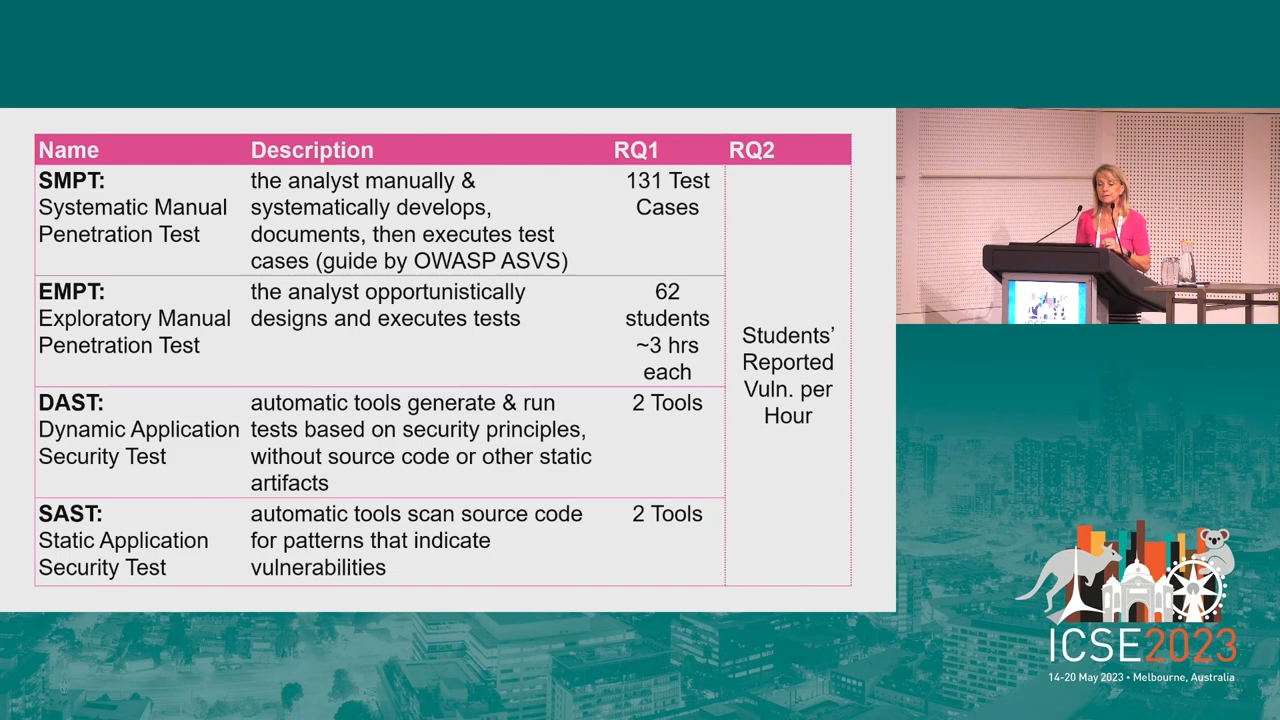 Name Description RQ1 RQ2
SMPT:
Systematic Manual
Penetration Test
the analyst manually &
systematically develops,
documents, then executes test
cases (guide by OWASP ASVS)
131 Test
Cases
EMPT:
Exploratory Manual
Penetration Test
the analyst opportunistically
designs and executes tests
62
students
~3 hrs
each
DAST:
Dynamic Application
Security Test
automatic tools generate & run
tests based on security principles,
without source code or other static
artifacts
2 Tools
SAST:
Static Application
Security Test
automatic tools scan source code
for patterns that indicate
vulnerabilities
2 Tools
Students’
Reported
Vuln. per
Hour
ICSE
ICSE2023
14-20 May 2023 • Melbourne, Australia